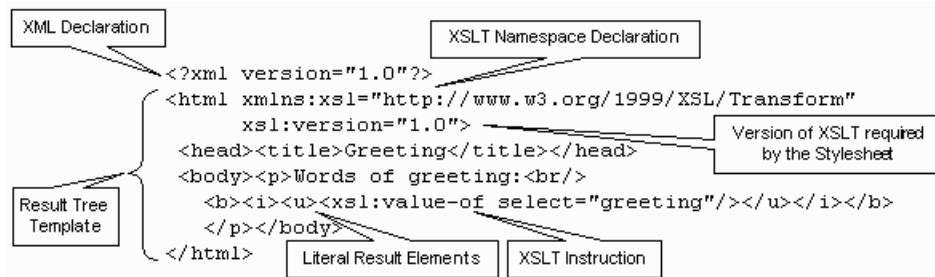 XML Declaration
XSLT Namespace Declaration
<?xml version="1.0"?>
<html xmlns:xsl="http://www.w3.org/1999/XSL/Transform"
xsl:version="1.0">
Version of XSLT required
by the Stylesheet
<head><title>Greeting</title></head>
<body><p>Words of greeting:<br/>
Result Tree
Template
<b><i><u><xsl:value-of select="greeting"/></u></i></b>
</p></body>
</html>
Literal Result Elements
XSLT Instruction